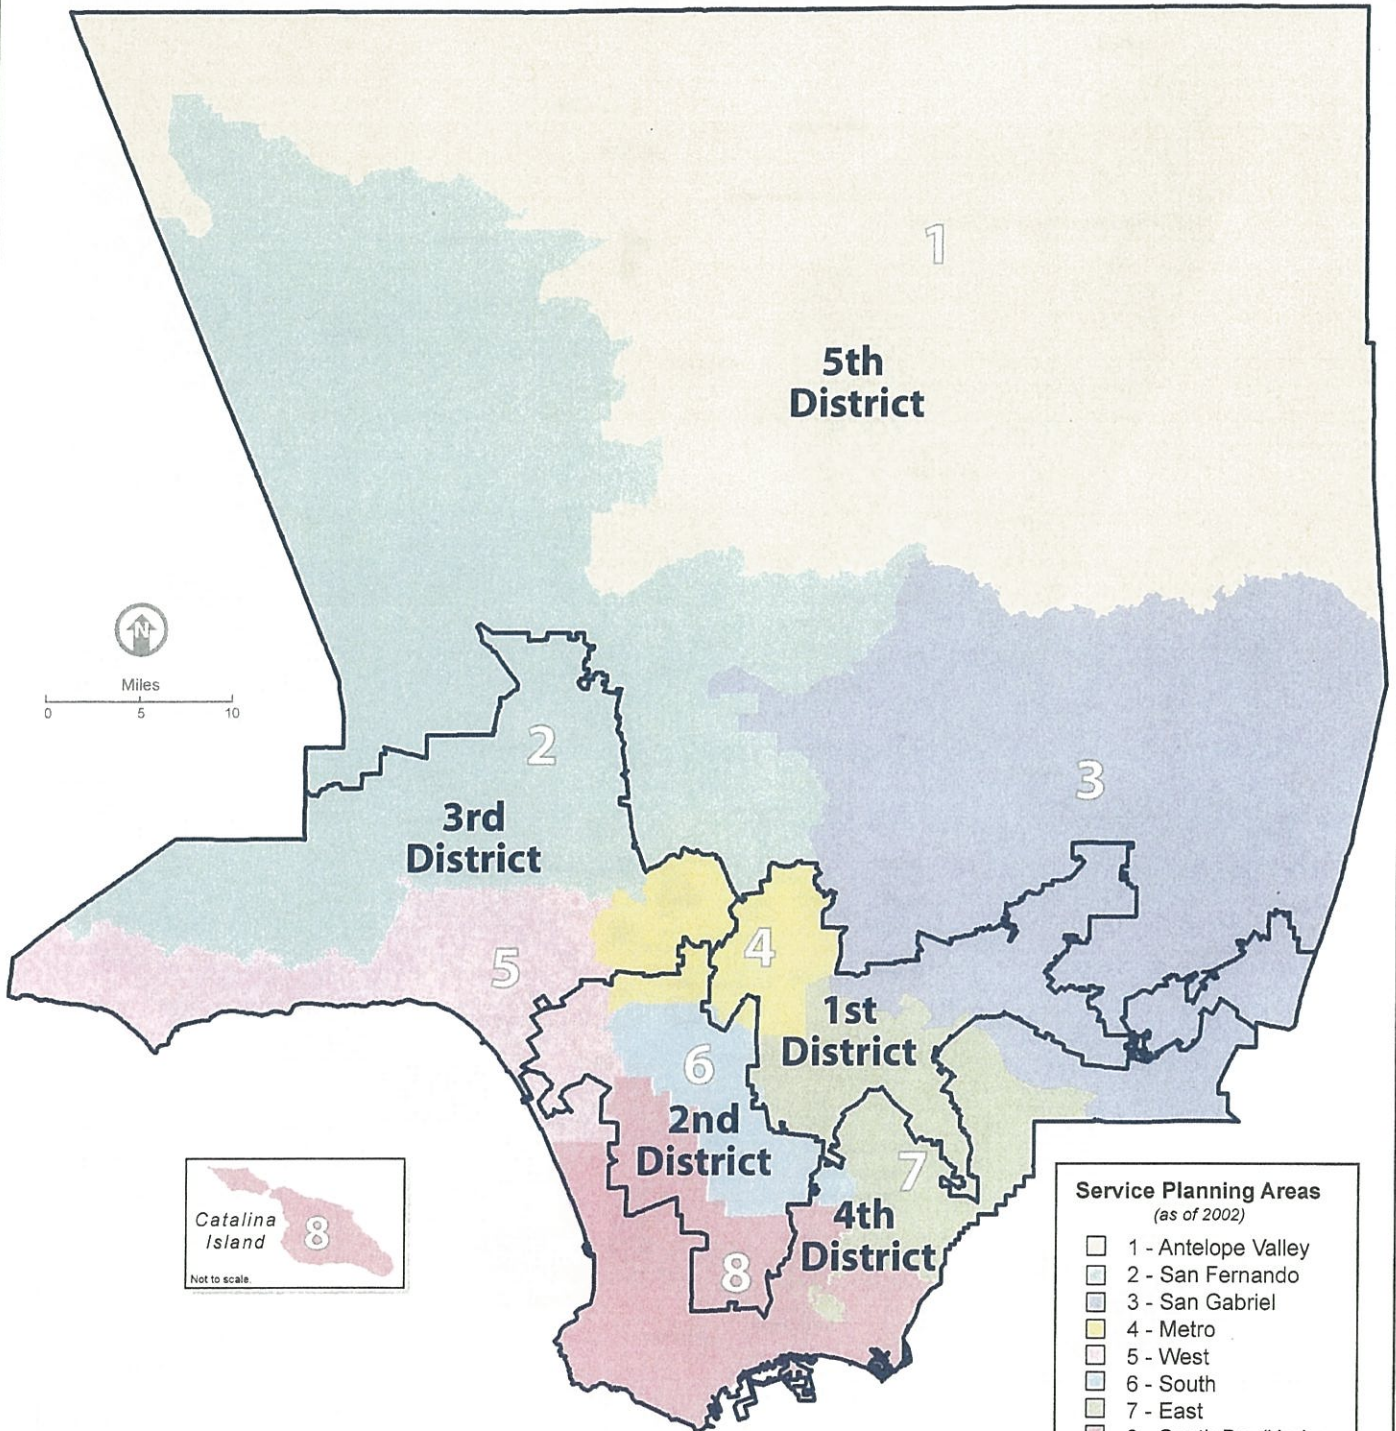 1
5th
District
N
Miles
0 5 10
2
3
3rd
District
4
5
1st
District
6
2nd
District
7
4th
District
8
Catalina
Island
8
Not to scale.
Service Planning Areas
(as of 2002)
1 - Antelope Valley
2 - San Fernando
3 - San Gabriel
4 - Metro
5 - West
6 - South
7 - East